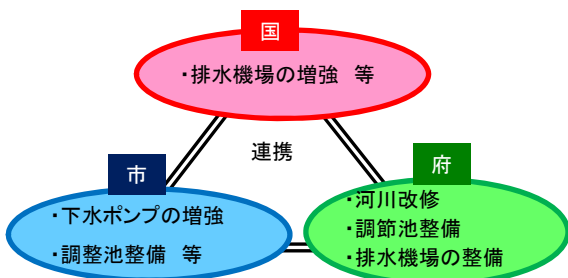 国
・排水機場の増強 等
連携
市
・下水ポンプの増強
・調整池整備 等
府
・河川改修
・調節池整備
・排水機場の整備